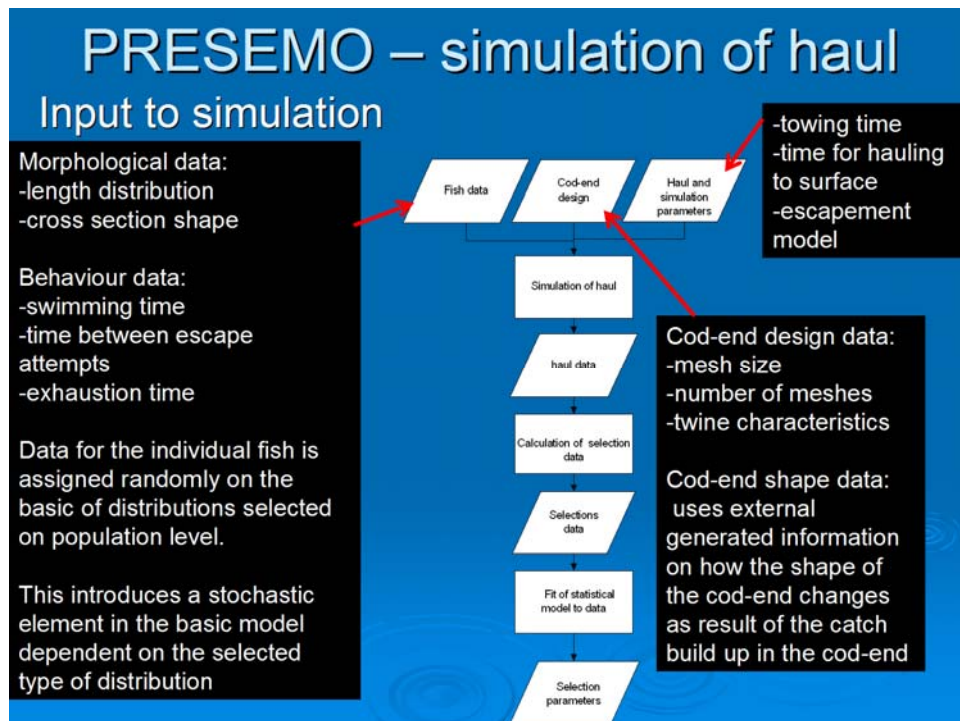 PRESEMO – simulation of haul
Input to simulation
Morphological data:
-length distribution
-cross section shape
Behaviour data:
-swimming time
-time between escape
attempts
-exhaustion time
Data for the individual fish is
assigned randomly on the
basic of distributions selected
on population level.
This introduces a stochastic
element in the basic model
dependent on the selected
type of distribution
Fish data
Cod-end
design
Haul and
simulation
parameters
Simulation of haul
haul data
Calculation of selection
data
Selections
data
Fit of statistical
model to data
Selection
parameters
-towing time
-time for hauling
to surface
-escapement
model
Cod-end design data:
-mesh size
-number of meshes
-twine characteristics
Cod-end shape data:
uses external
generated information
on how the shape of
the cod-end changes
as result of the catch
build up in the cod-end